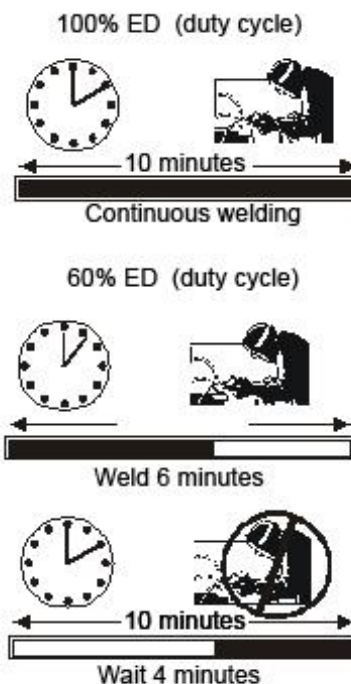 100% ED (duty cycle)
10 minutes
Continuous welding
60% ED (duty cycle)
Weld 6 minutes
10 minutes
Wait 4 minutes